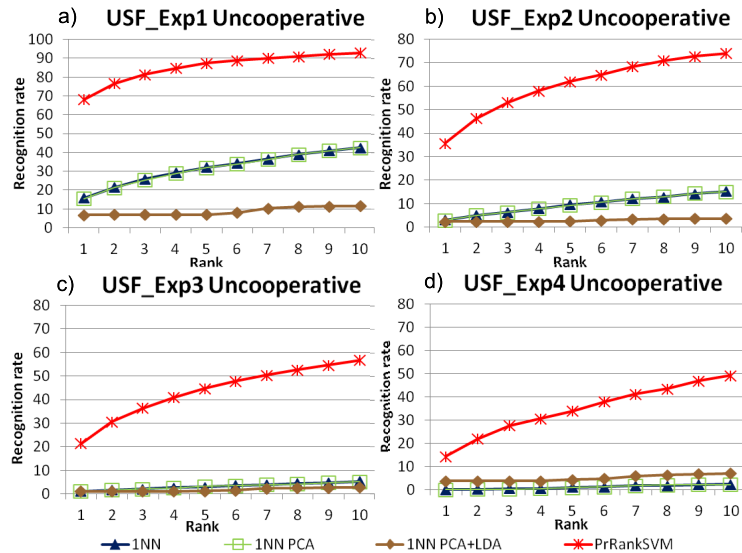 a) USF_Exp1 Uncooperative
Recognition rate
100
90
80
70
60
50
40
30
20
10
0
1 2 3 4 5 6 7 8 9 10
Rank
b) USF_Exp2 Uncooperative
Recognition rate
80
70
60
50
40
30
20
10
0
1 2 3 4 5 6 7 8 9 10
Rank
c) USF_Exp3 Uncooperative
Recognition rate
80
70
60
50
40
30
20
10
0
1 2 3 4 5 6 7 8 9 10
Rank
d) USF_Exp4 Uncooperative
Recognition rate
80
70
60
50
40
30
20
10
0
1 2 3 4 5 6 7 8 9 10
Rank
1NN 1NN PCA 1NN PCA+LDA PrRankSVM